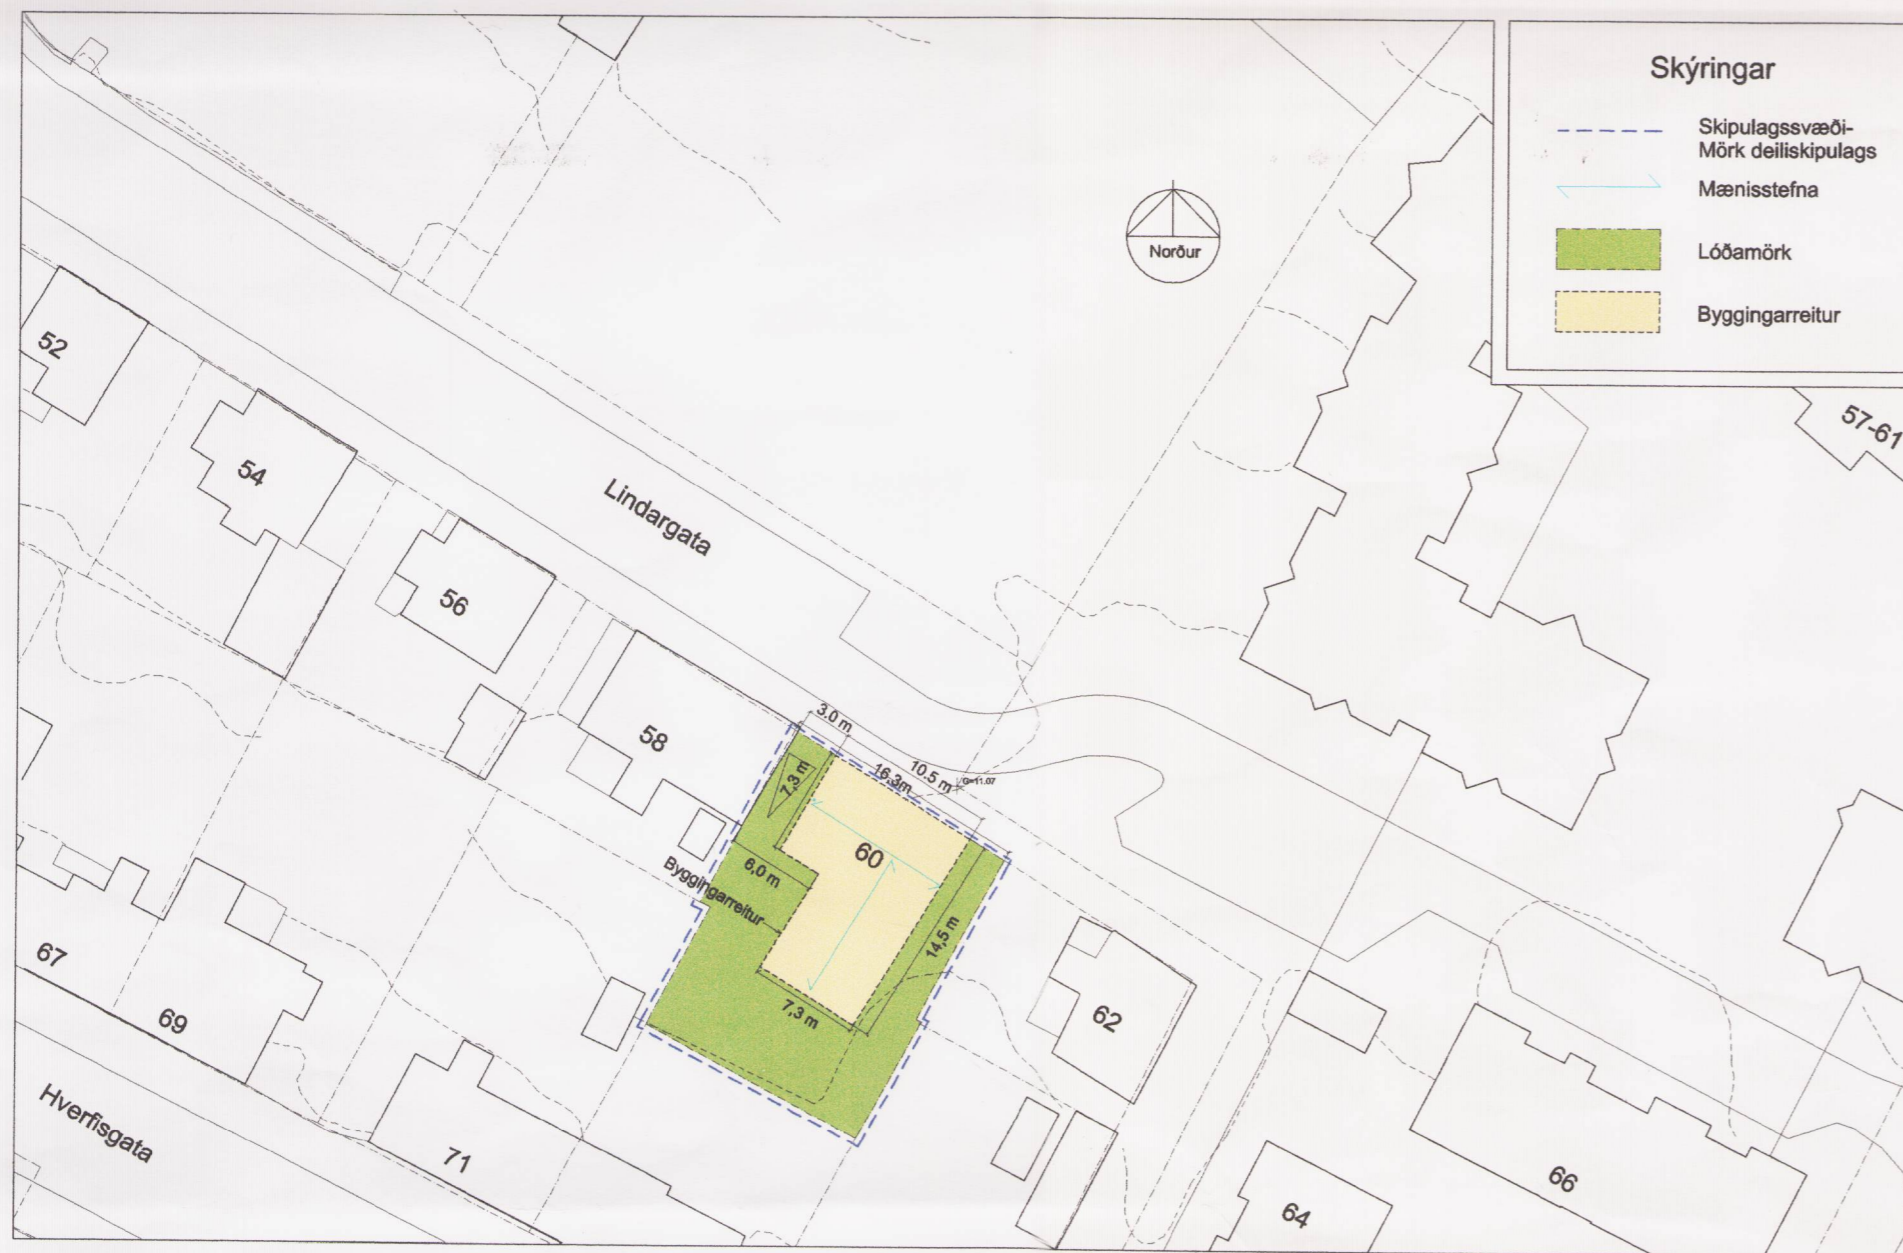 Skýringar
Skipulagssvæði-
Mörk deiliskipulags
Mænisstefna
Lóðamörk
Byggingarreitur
Norður
57-61
52
54
Lindargata
56
58
3.0 m
7,3 m
16,3m
10.5 m
G=11.07
60
6,0 m
Byggingarreitur
14,5 m
7,3 m
67
69
62
Hverfisgata
71
64
66